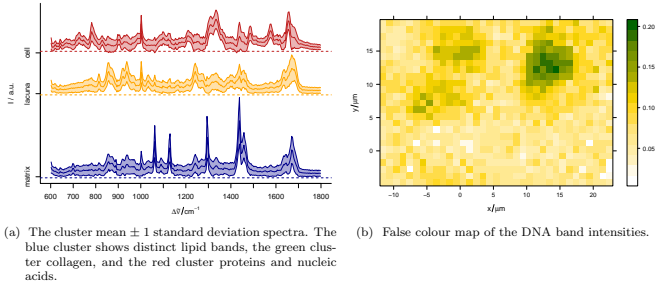 cell
lacuna
matrix
I / a.u.
600 700 800 900 1000 1200 1300 1400 1500 1600 1800
Δν̃/cm⁻¹
15
10
5
0
y/µm
-10 -5 0 5 10 15 20
x/µm
0.20
0.15
0.10
0.05
(a) The cluster mean ± 1 standard deviation spectra. The
blue cluster shows distinct lipid bands, the green clus-
ter collagen, and the red cluster proteins and nucleic
acids.
(b) False colour map of the DNA band intensities.